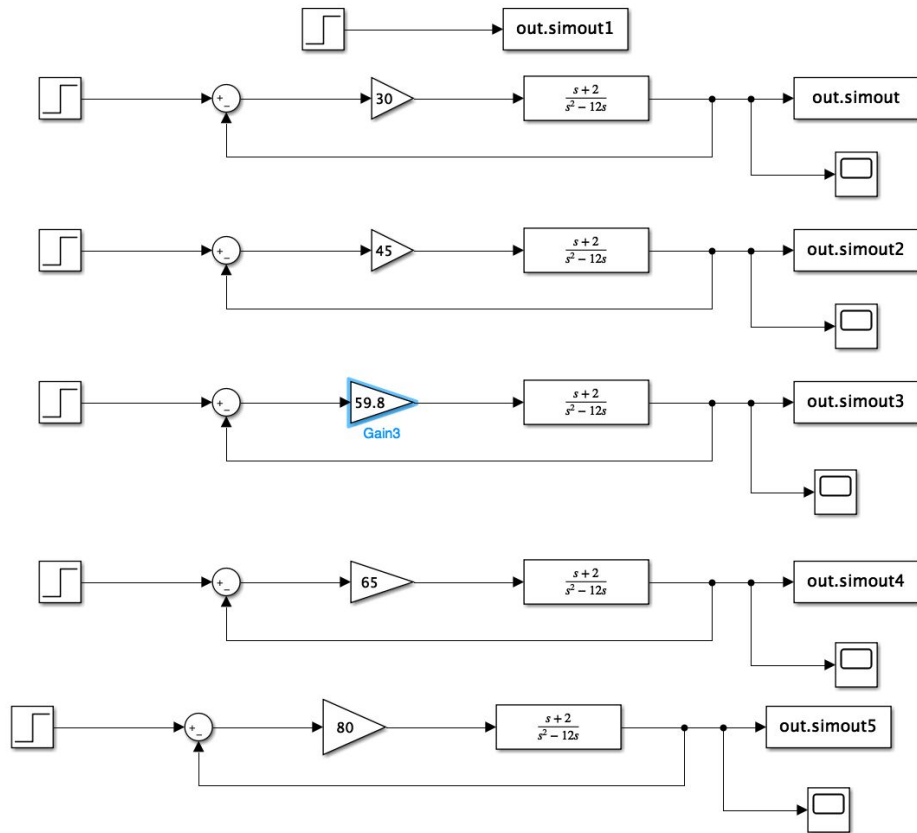 out.simout1
+
−
30
s + 2
s² − 12s
out.simout
+
−
45
s + 2
s² − 12s
out.simout2
+
−
59.8
s + 2
s² − 12s
out.simout3
Gain3
+
−
65
s + 2
s² − 12s
out.simout4
+
−
80
s + 2
s² − 12s
out.simout5